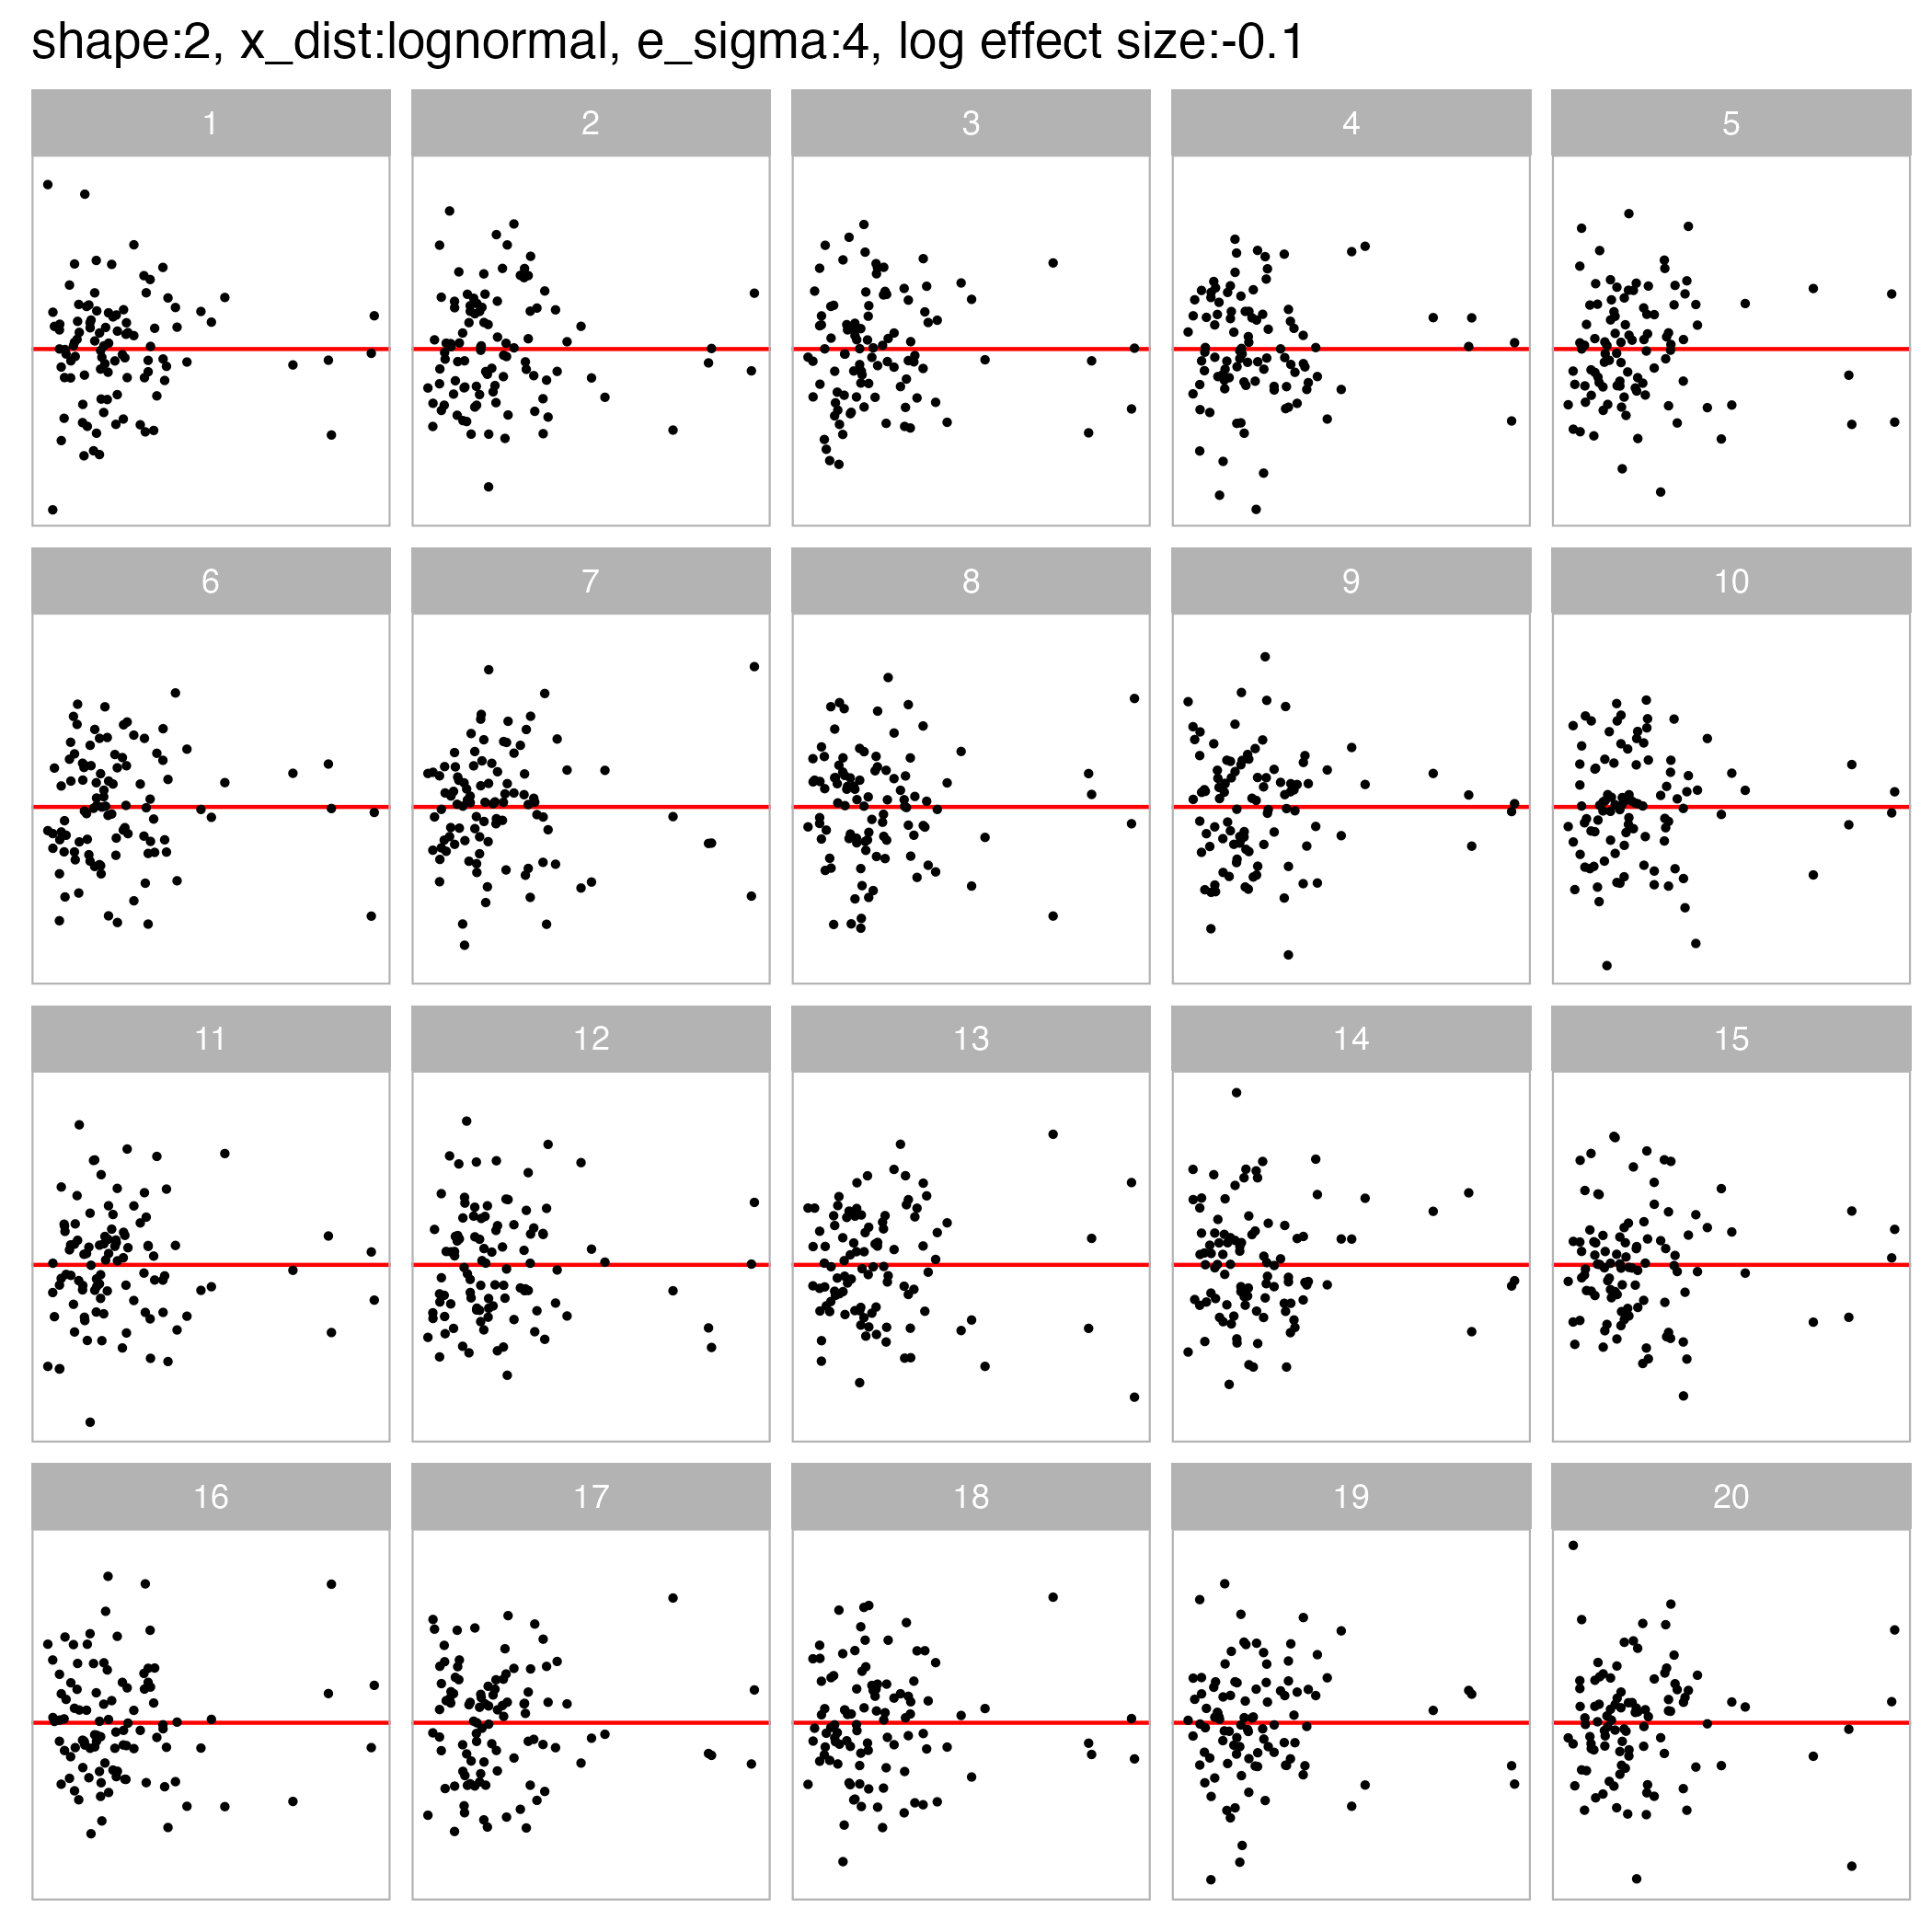 shape:2, x_dist:lognormal, e_sigma:4, log effect size:-0.1
1 2 3 4 5
6 7 8 9 10
11 12 13 14 15
16 17 18 19 20